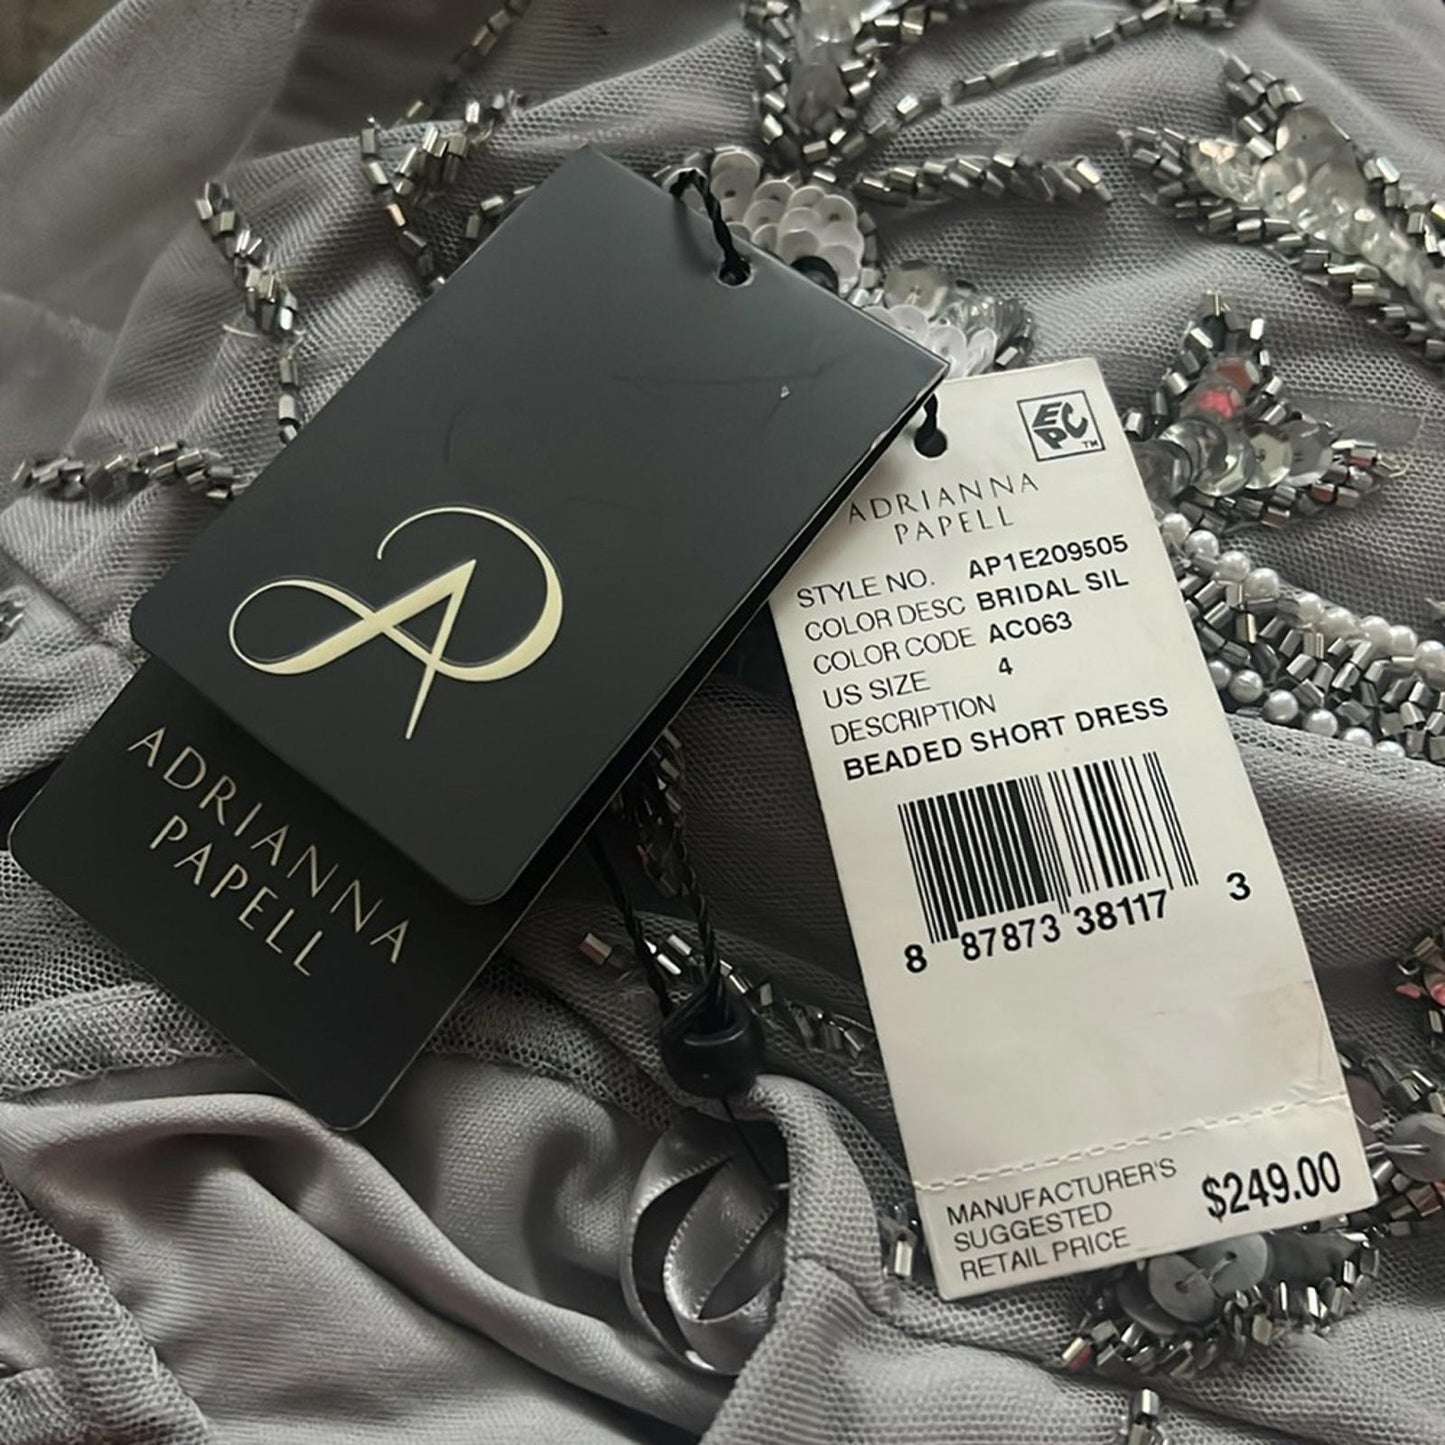 ADRIANNA
PAPELL
EPC™
ADRIANNA
PAPELL
STYLE NO. AP1E209505
COLOR DESC BRIDAL SIL
COLOR CODE AC063
US SIZE 4
DESCRIPTION
BEADED SHORT DRESS
8 87873 38117 3
MANUFACTURER'S
SUGGESTED
RETAIL PRICE
$249.00